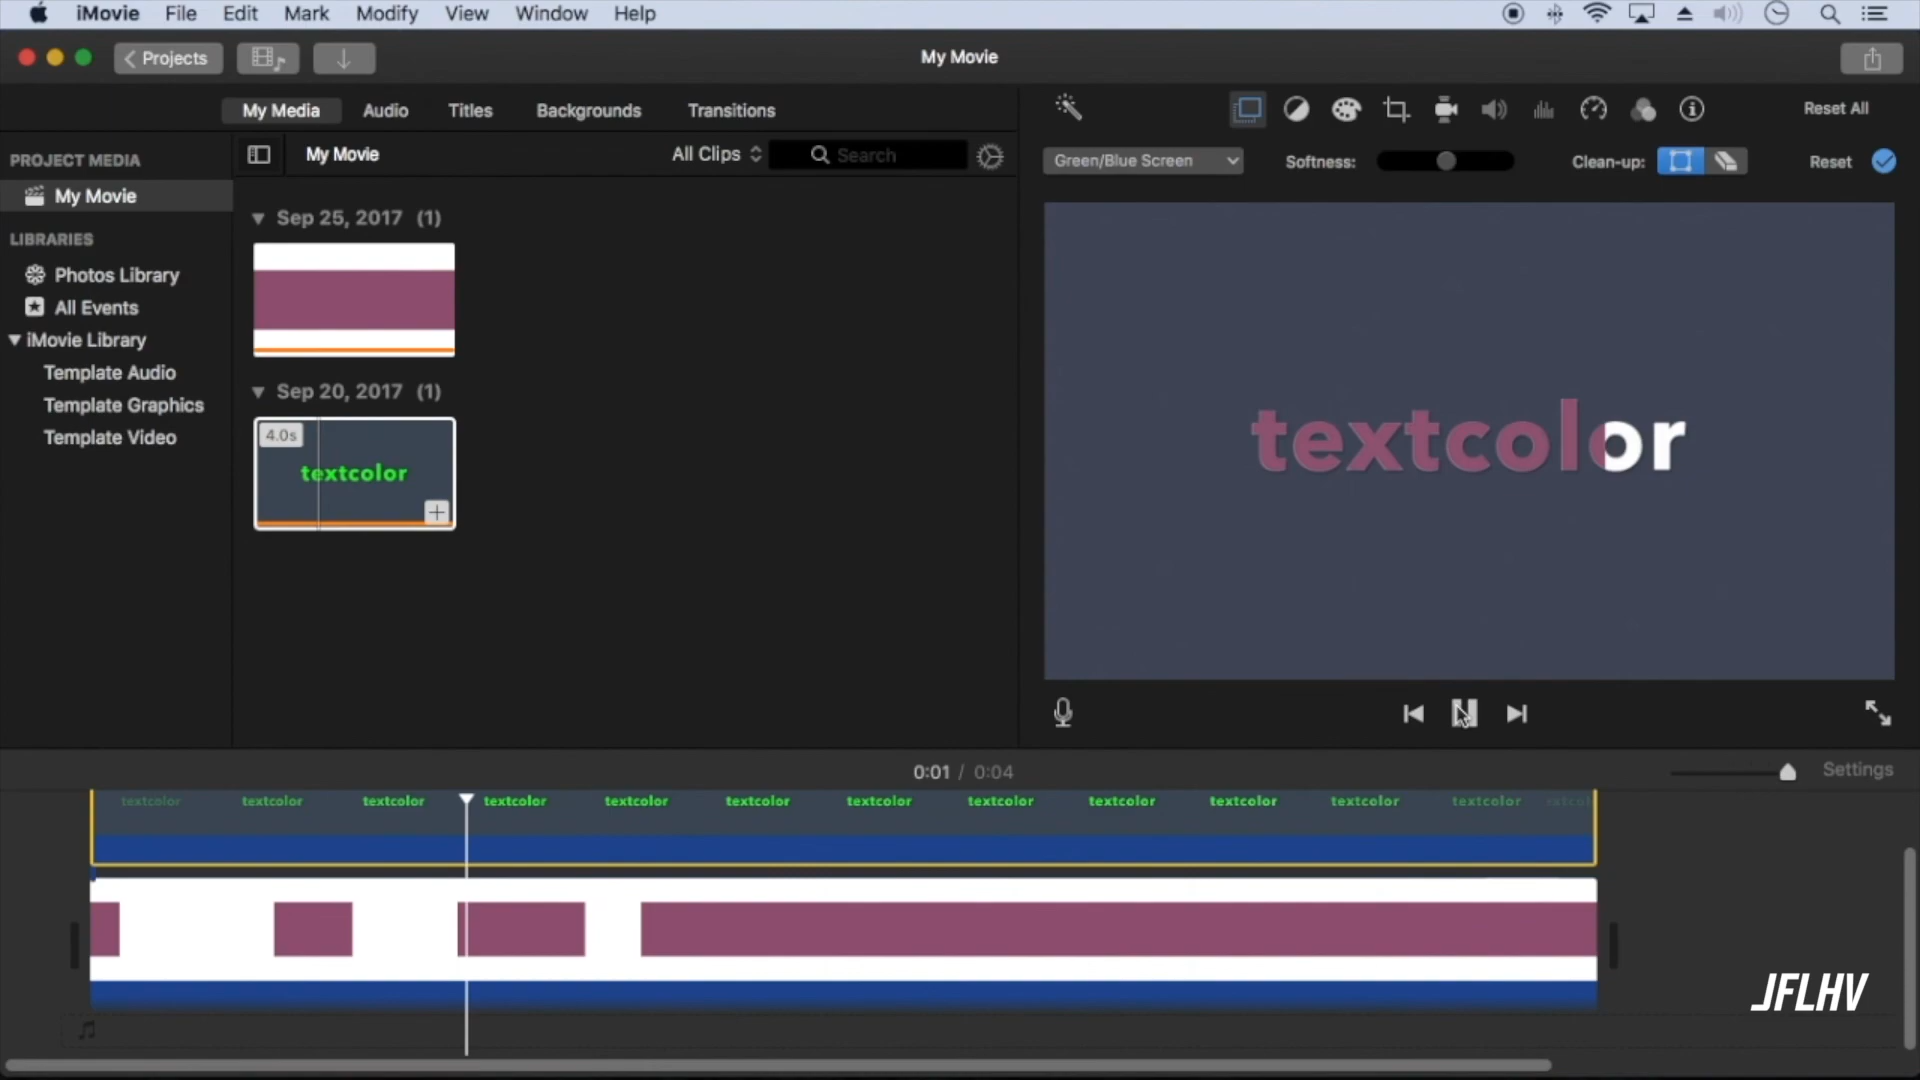 iMovie File Edit Mark Modify View Window Help
Projects
My Movie
My Media Audio Titles Backgrounds Transitions
Reset All
PROJECT MEDIA
My Movie
LIBRARIES
Photos Library
All Events
iMovie Library
Template Audio
Template Graphics
Template Video
My Movie
All Clips
Search
Sep 25, 2017 (1)
Sep 20, 2017 (1)
4.0s
textcolor
Green/Blue Screen
Softness:
Clean-up:
Reset
textcolor
0:01 / 0:04
Settings
textcolor textcolor textcolor textcolor textcolor textcolor textcolor textcolor textcolor textcolor textcolor textcolor
JFLHV